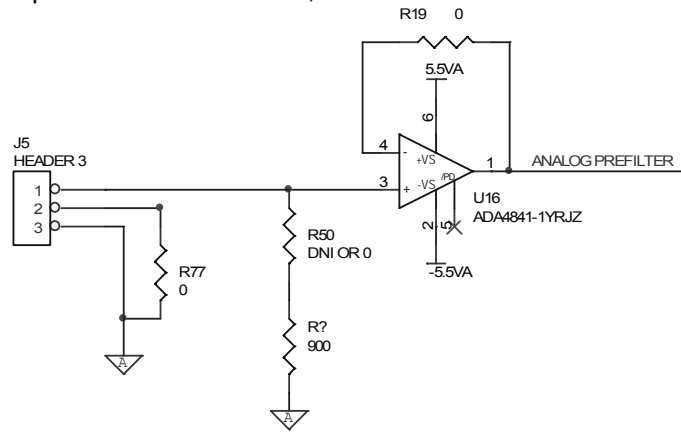 R19 0
5.5VA
6
4
-
+VS
1
ANALOG PREFILTER
J5
HEADER 3
1
2
3
3
+
-VS
/PD
U16
ADA4841-1YRJZ
2
5
-5.5VA
R50
DNI OR 0
R77
0
R?
900
A
A